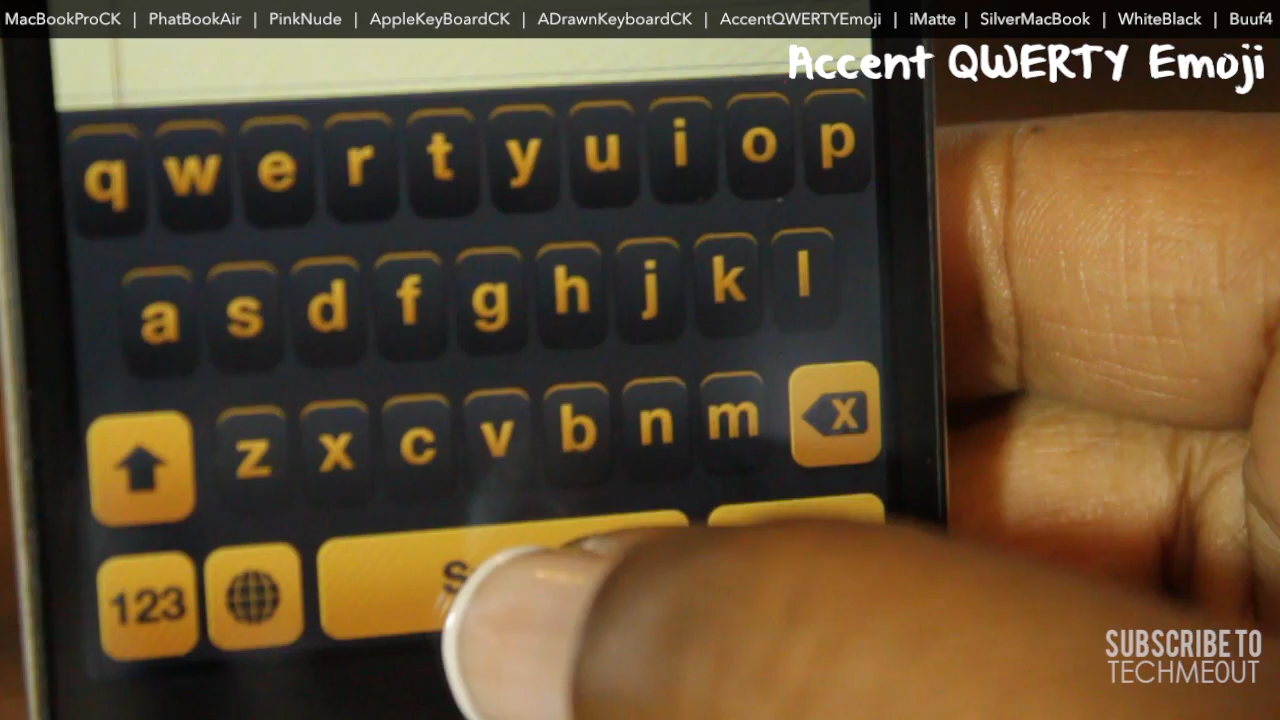 MacBookProCK | PhatBookAir | PinkNude | AppleKeyBoardCK | ADrawnKeyboardCK | AccentQWERTYEmoji | iMatte | SilverMacBook | WhiteBlack | Buuf4
Accent QWERTY Emoji
q w e r t y u i o p
a s d f g h j k l
z x c v b n m X
123 S
SUBSCRIBE TO
TECHMEOUT